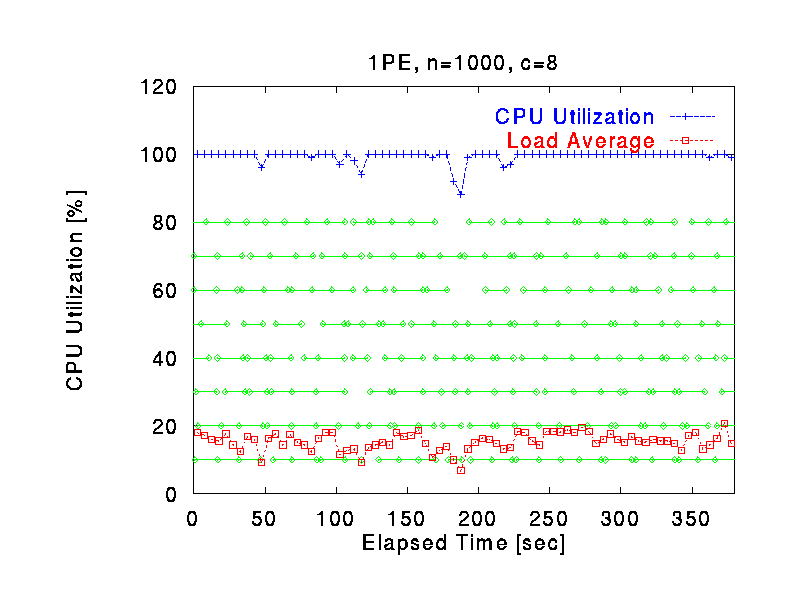 1PE, n=1000, c=8
120
CPU Utilization
Load Average
100
80
60
40
20
0
CPU Utilization [%]
0 50 100 150 200 250 300 350
Elapsed Time [sec]